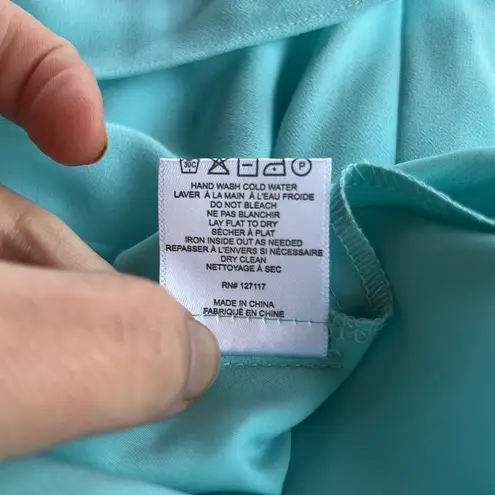 30C P
HAND WASH COLD WATER
LAVER À LA MAIN À L'EAU FROIDE
DO NOT BLEACH
NE PAS BLANCHIR
LAY FLAT TO DRY
SÉCHER À PLAT
IRON INSIDE OUT AS NEEDED
REPASSER À L'ENVERS SI NÉCESSAIRE
DRY CLEAN
NETTOYAGE À SEC
RN# 127117
MADE IN CHINA
FABRIQUÉ EN CHINE